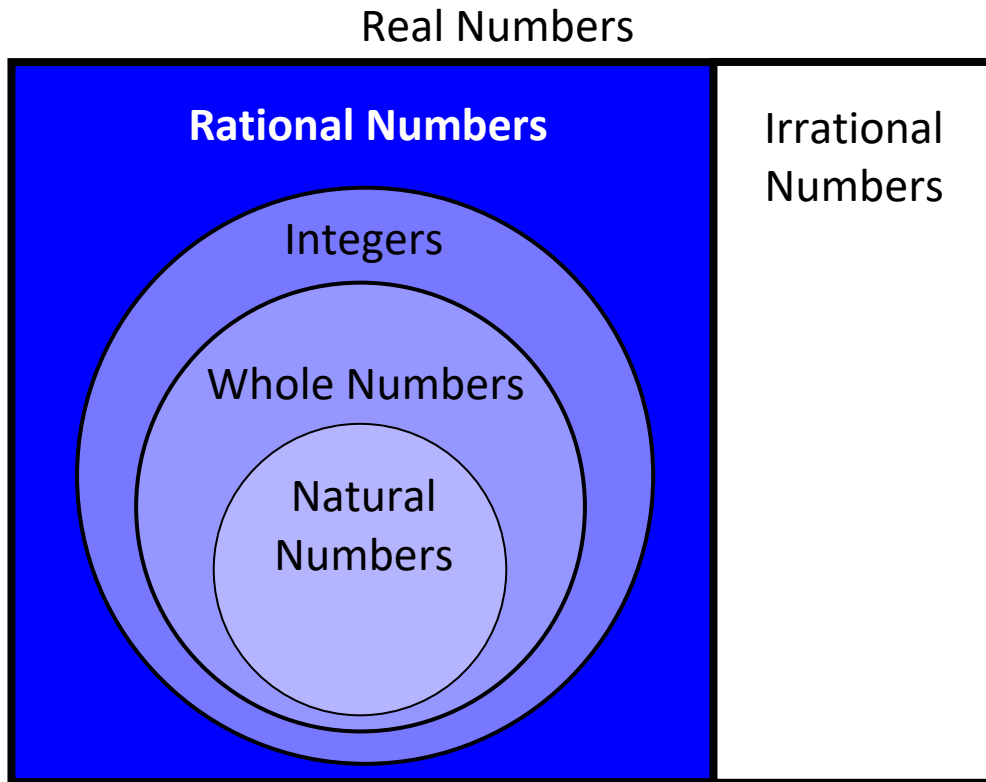 Real Numbers
Rational Numbers
Irrational
Numbers
Integers
Whole Numbers
Natural
Numbers